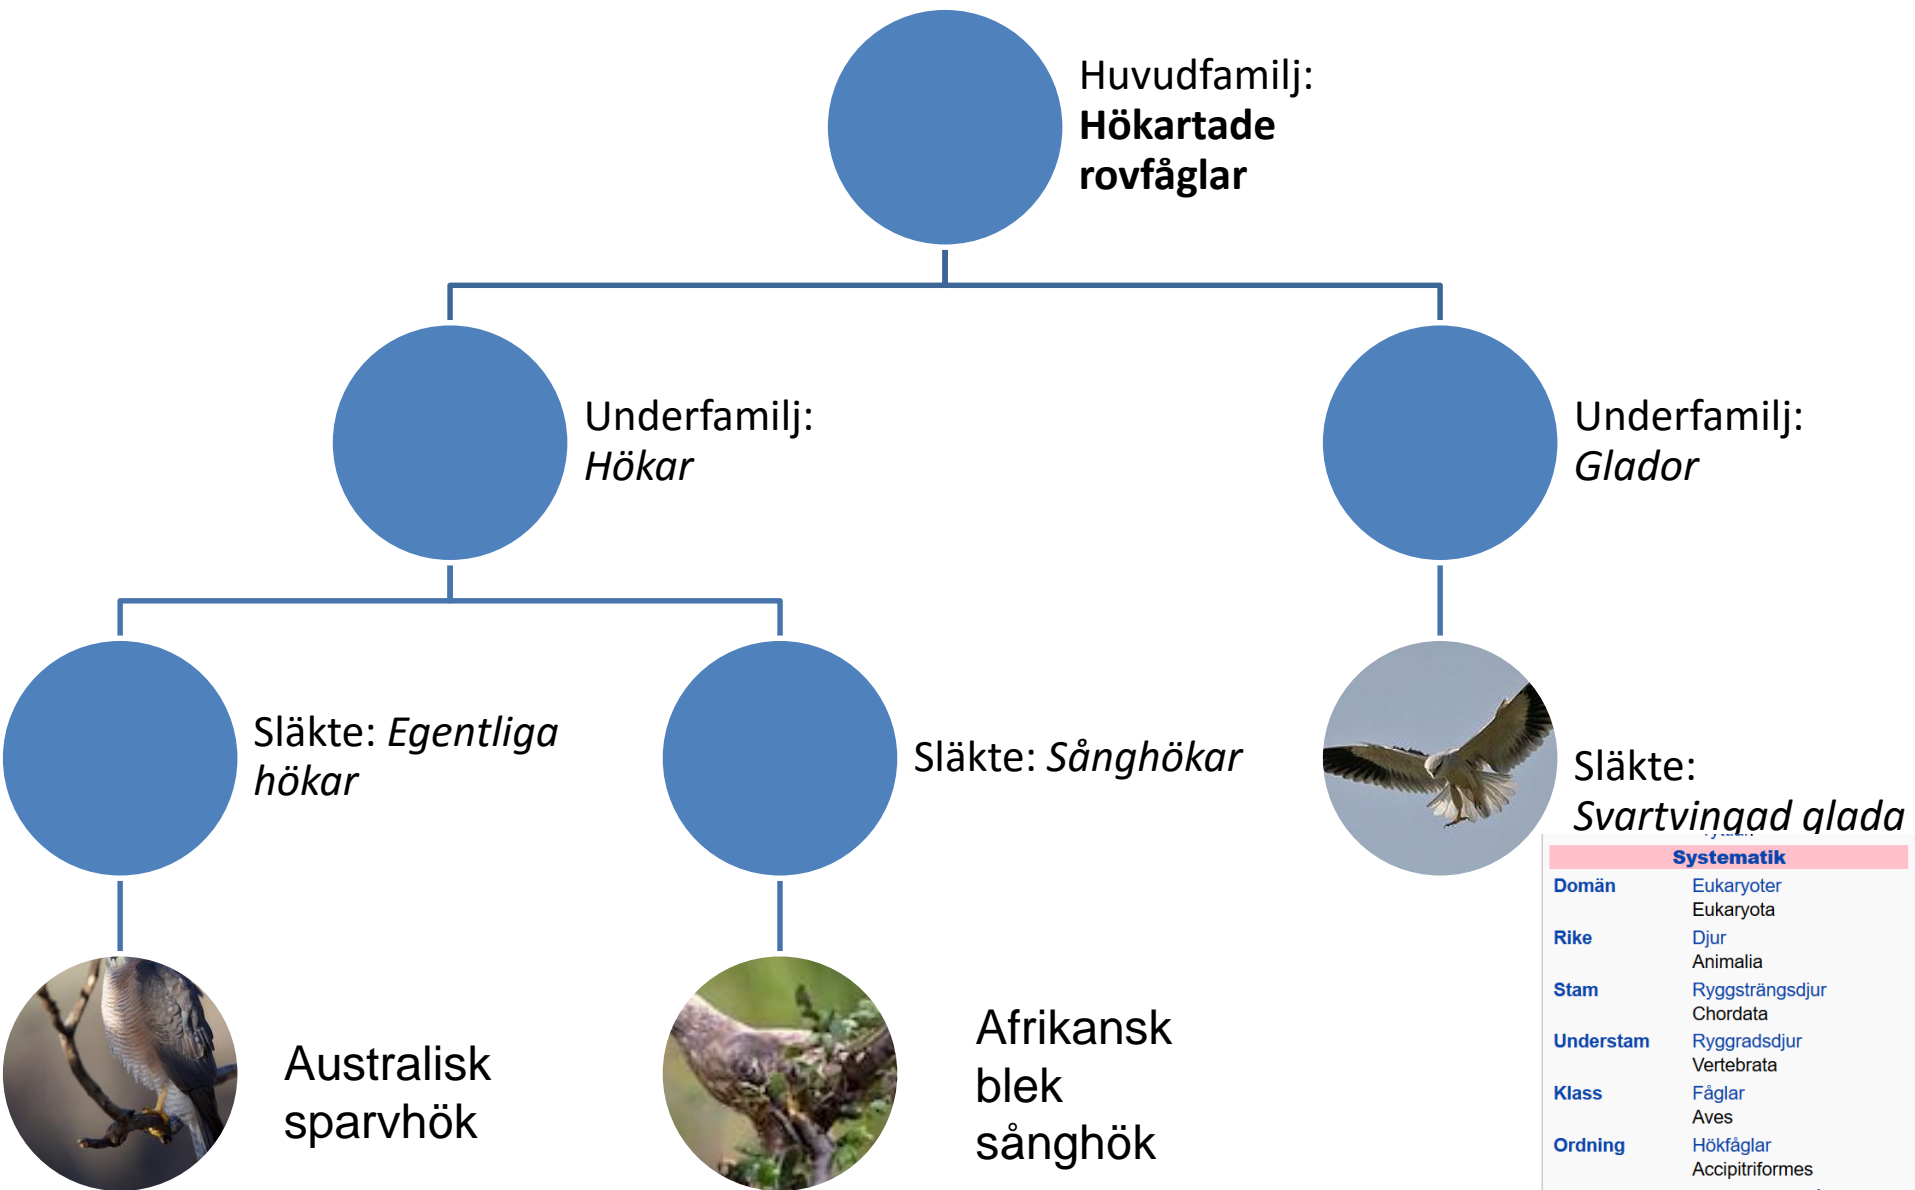 Huvudfamilj:
Hökartade
rovfåglar
Underfamilj:
Hökar
Underfamilj:
Glador
Släkte: Egentliga
hökar
Släkte: Sånghökar
Släkte:
Svartvingad glada
Australisk
sparvhök
Afrikansk
blek
sånghök
Systematik
Domän Eukaryoter
Eukaryota
Rike Djur
Animalia
Stam Ryggsträngsdjur
Chordata
Understam Ryggradsdjur
Vertebrata
Klass Fåglar
Aves
Ordning Hökfåglar
Accipitriformes